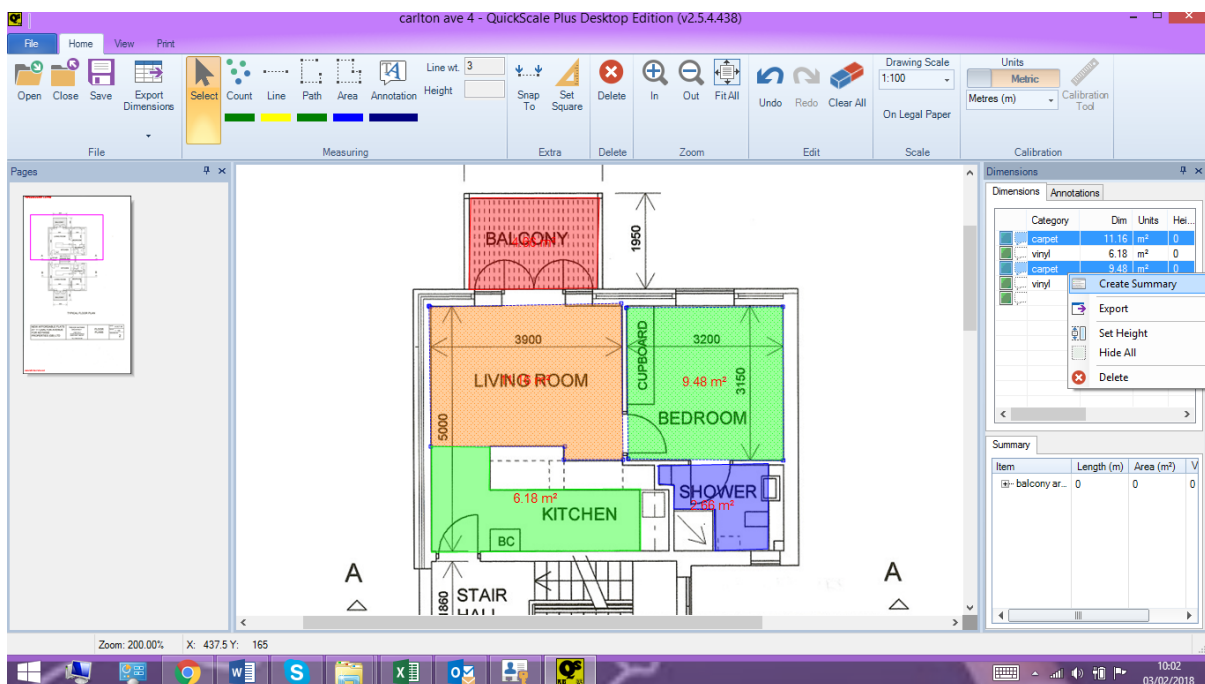 carlton ave 4 - QuickScale Plus Desktop Edition (v2.5.4.438)
File Home View Print
Open Close Save Export Dimensions
Select Count Line Path Area Annotation
Line wt. 3
Height
Snap To Set Square
Delete
In Out Fit All
Undo Redo Clear All
Drawing Scale
1:100
On Legal Paper
Units
Metric
Metres (m)
Calibration Tool
File Measuring Extra Delete Zoom Edit Scale Calibration
Pages
BALCONY
1950
3900
LIVING ROOM
5000
CUPBOARD
3200
9.48 m²
3150
BEDROOM
6.18 m²
KITCHEN
BC
SHOWER
2.66 m²
A
A
1860
STAIR
HALL
Dimensions
Dimensions Annotations
Category Dim Units Hei...
carpet 11.16 m² 0
vinyl 6.18 m² 0
carpet 9.48 m² 0
vinyl
Create Summary
Export
Set Height
Hide All
Delete
Summary
Item Length (m) Area (m²) V
balcony ar... 0 0 0
Zoom: 200.00% X: 437.5 Y: 165
10:02
03/02/2018